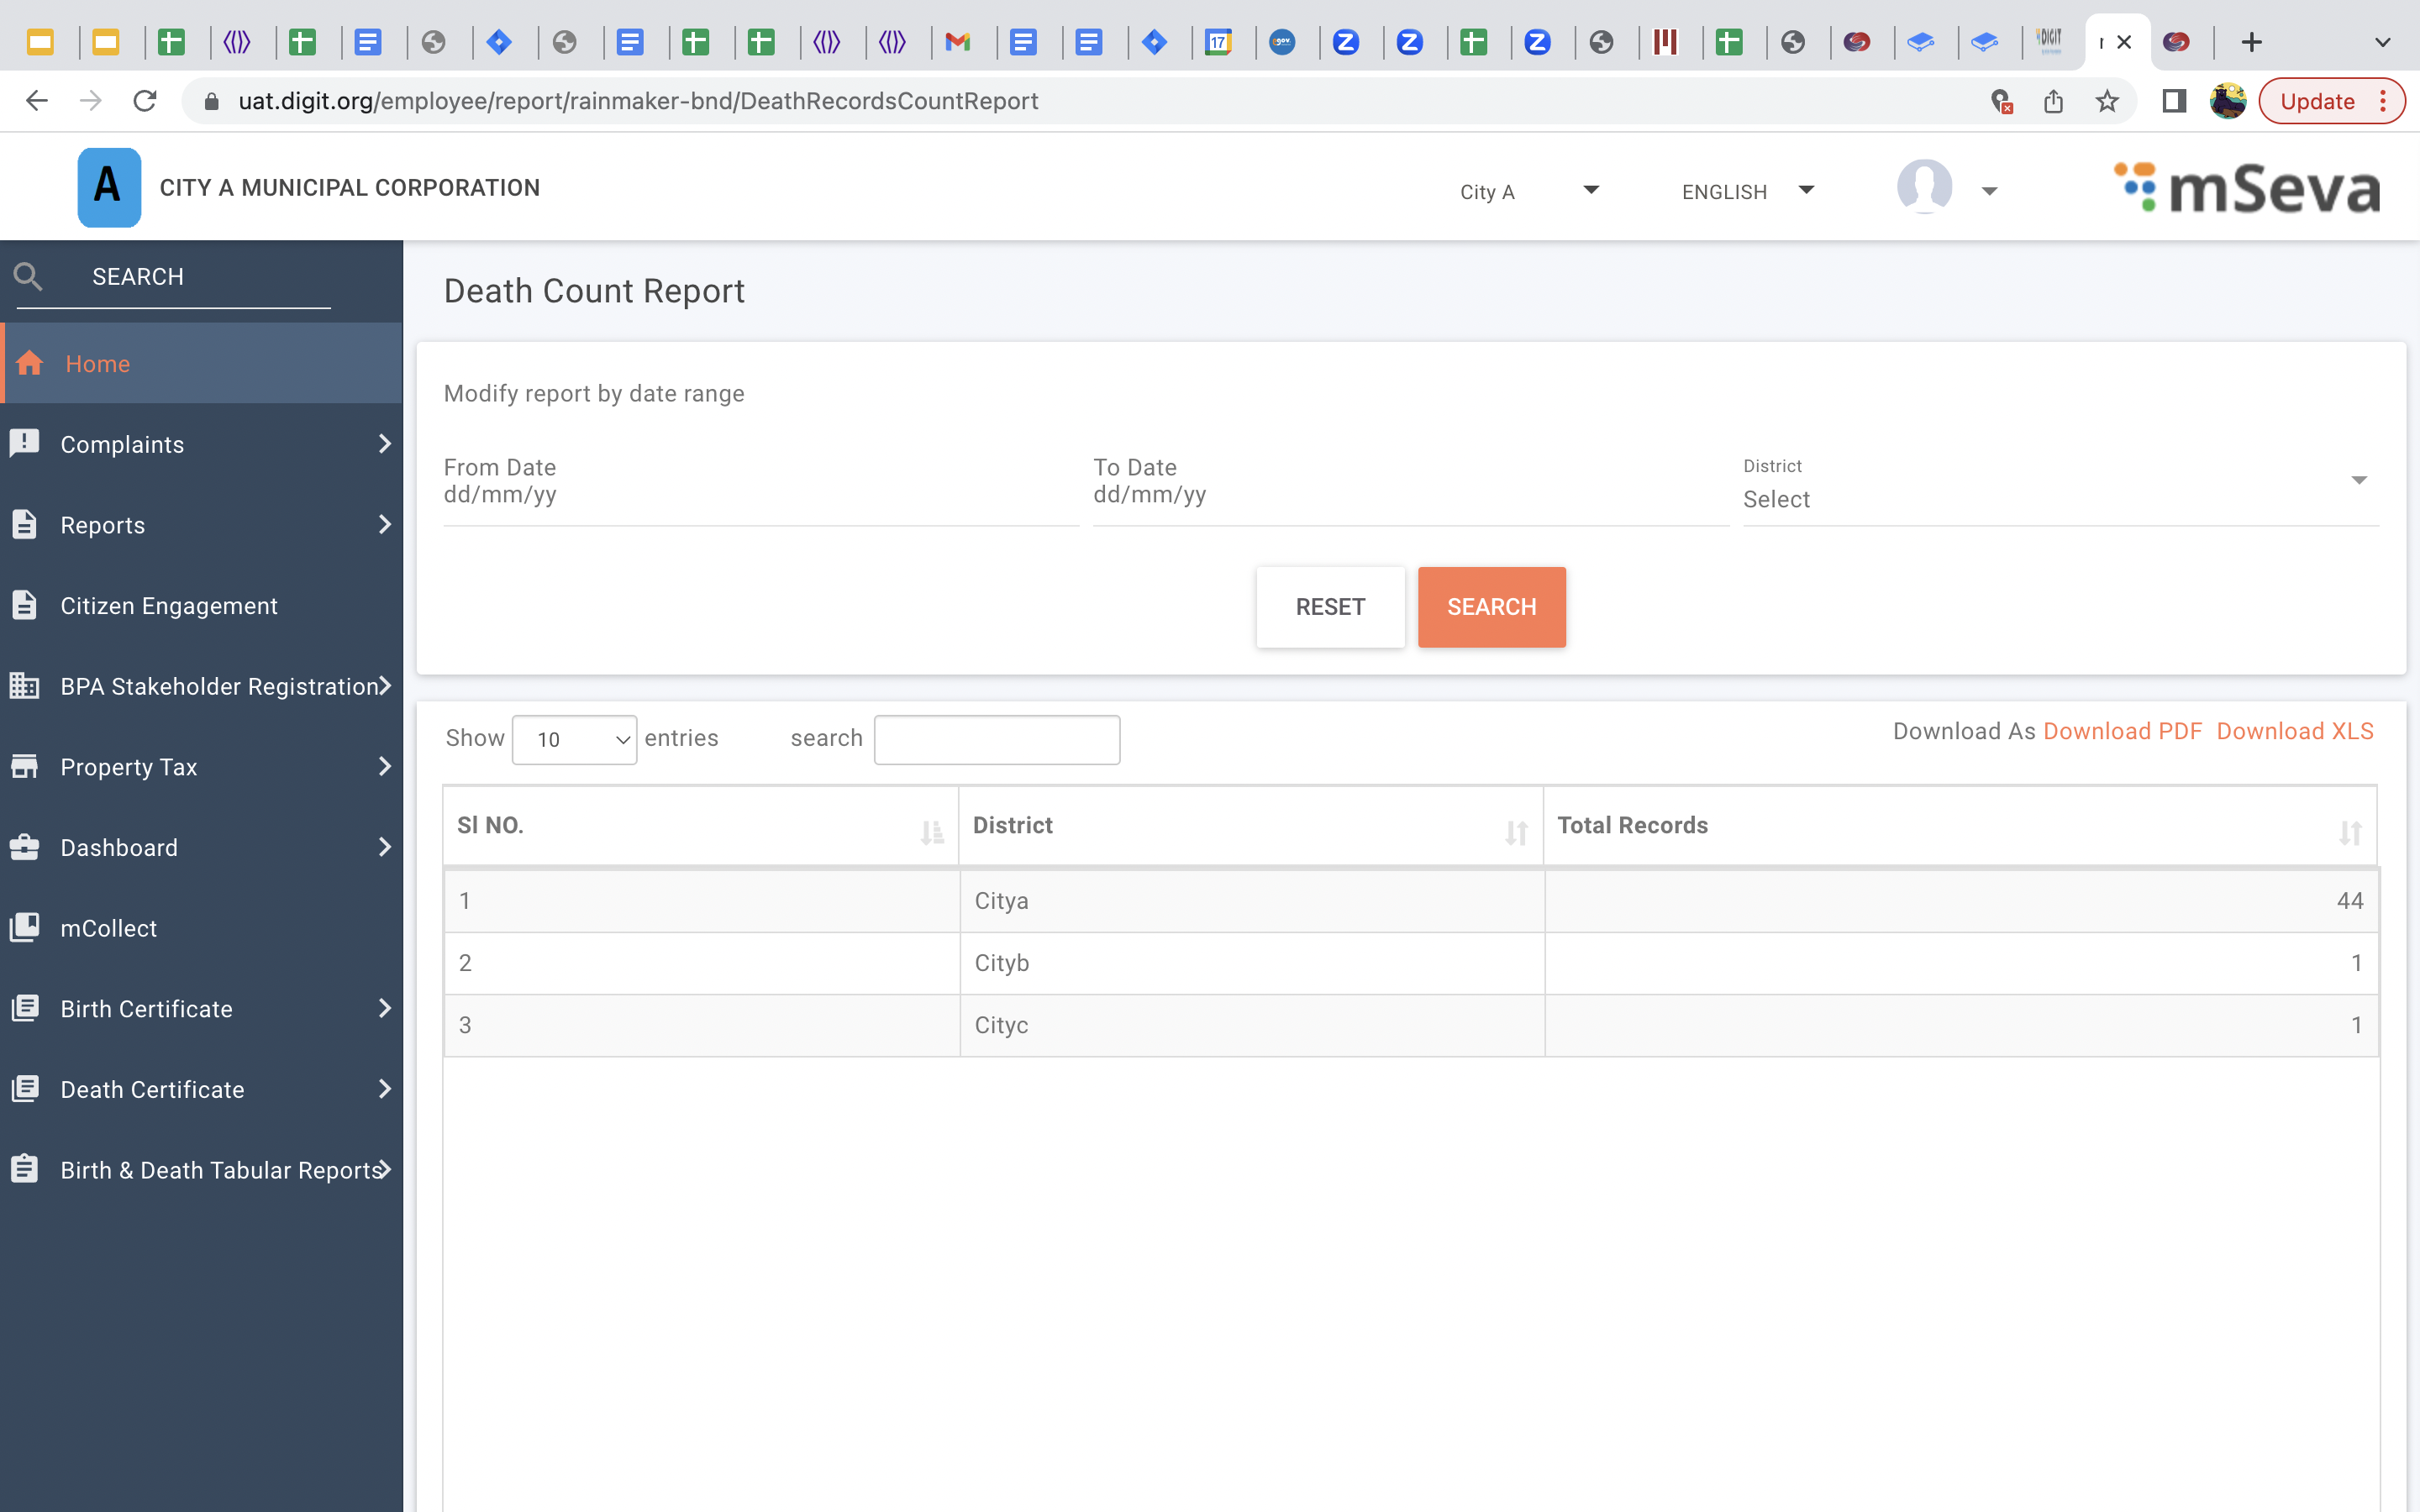 17
gov
DIGIT
uat.digit.org/employee/report/rainmaker-bnd/DeathRecordsCountReport
Update
A
CITY A MUNICIPAL CORPORATION
City A
ENGLISH
mSeva
SEARCH
Home
Complaints
Reports
Citizen Engagement
BPA Stakeholder Registration
Property Tax
Dashboard
mCollect
Birth Certificate
Death Certificate
Birth & Death Tabular Reports
Death Count Report
Modify report by date range
From Date
dd/mm/yy
To Date
dd/mm/yy
District
Select
RESET
SEARCH
Show 10 entries
search
Download As Download PDF Download XLS
Sl NO. District Total Records
1 Citya 44
2 Cityb 1
3 Cityc 1